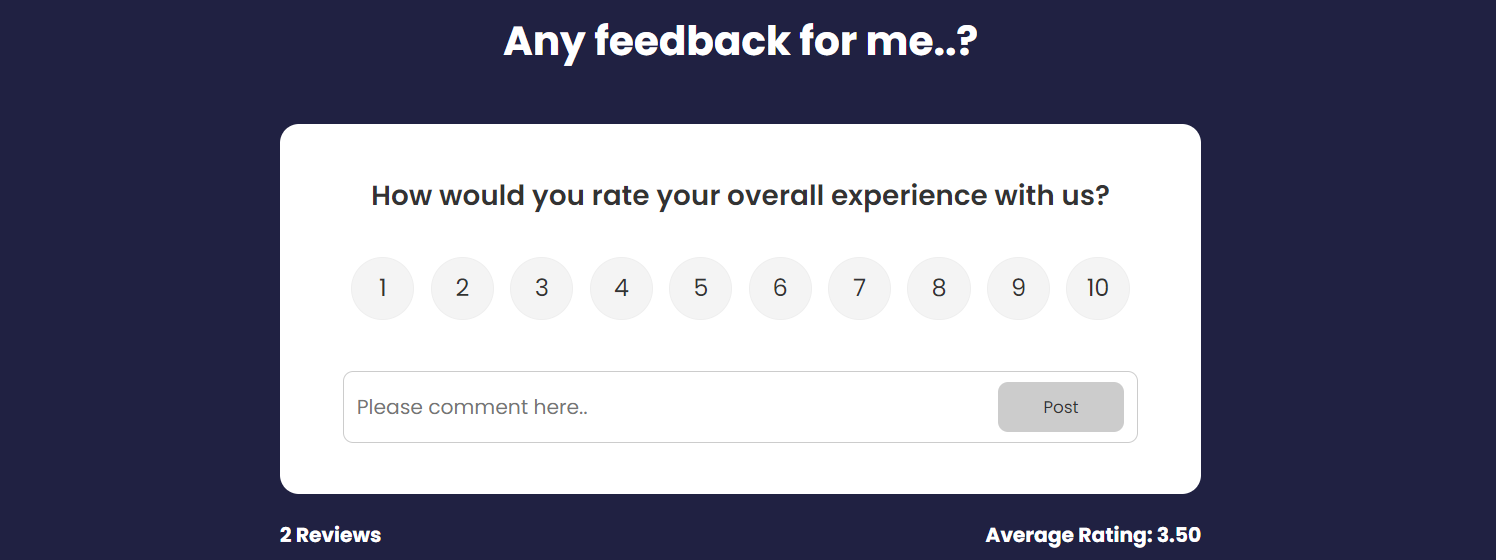 Any feedback for me..?
How would you rate your overall experience with us?
1 2 3 4 5 6 7 8 9 10
Please comment here.. Post
2 Reviews Average Rating: 3.50